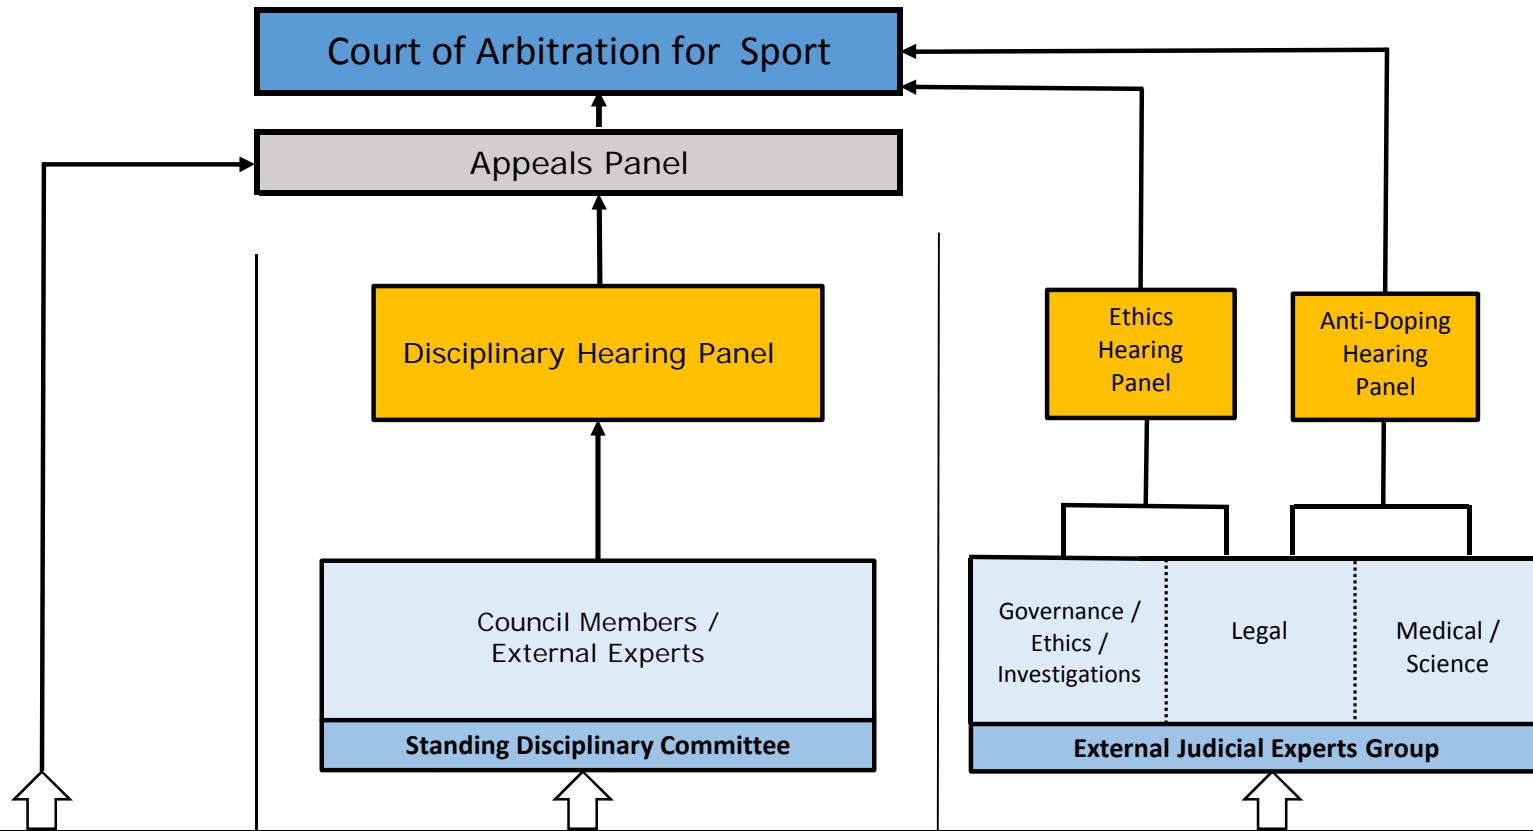 Court of Arbitration for Sport
Appeals Panel
Disciplinary Hearing Panel
Ethics
Hearing
Panel
Anti-Doping
Hearing
Panel
Council Members /
External Experts
Standing Disciplinary Committee
Governance /
Ethics /
Investigations
Legal
Medical /
Science
External Judicial Experts Group